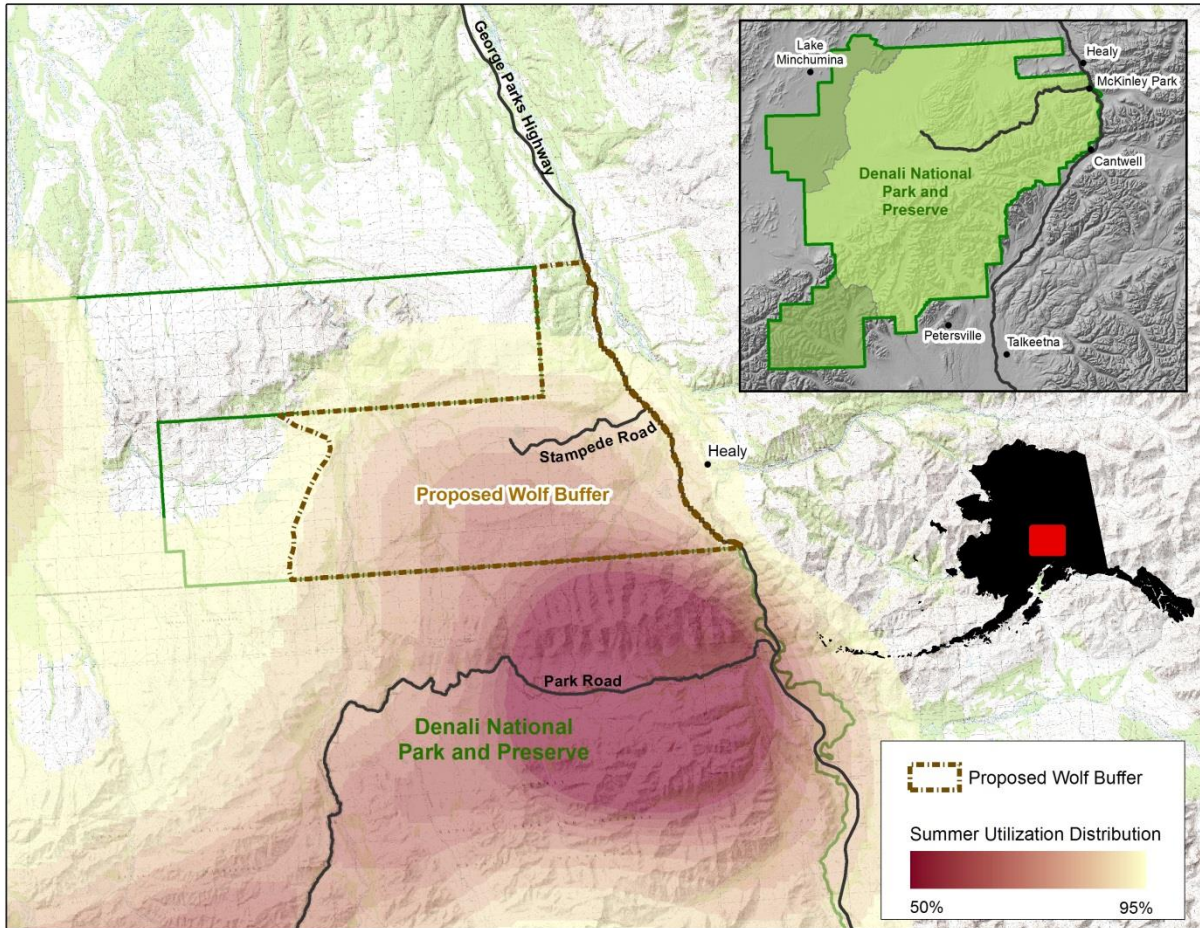 George Parks Highway
Lake
Minchumina
Healy
McKinley Park
Cantwell
Denali National
Park and
Preserve
Petersville
Talkeetna
Stampede Road
Healy
Proposed Wolf Buffer
Park Road
Denali National
Park and Preserve
Proposed Wolf Buffer
Summer Utilization Distribution
50%
95%